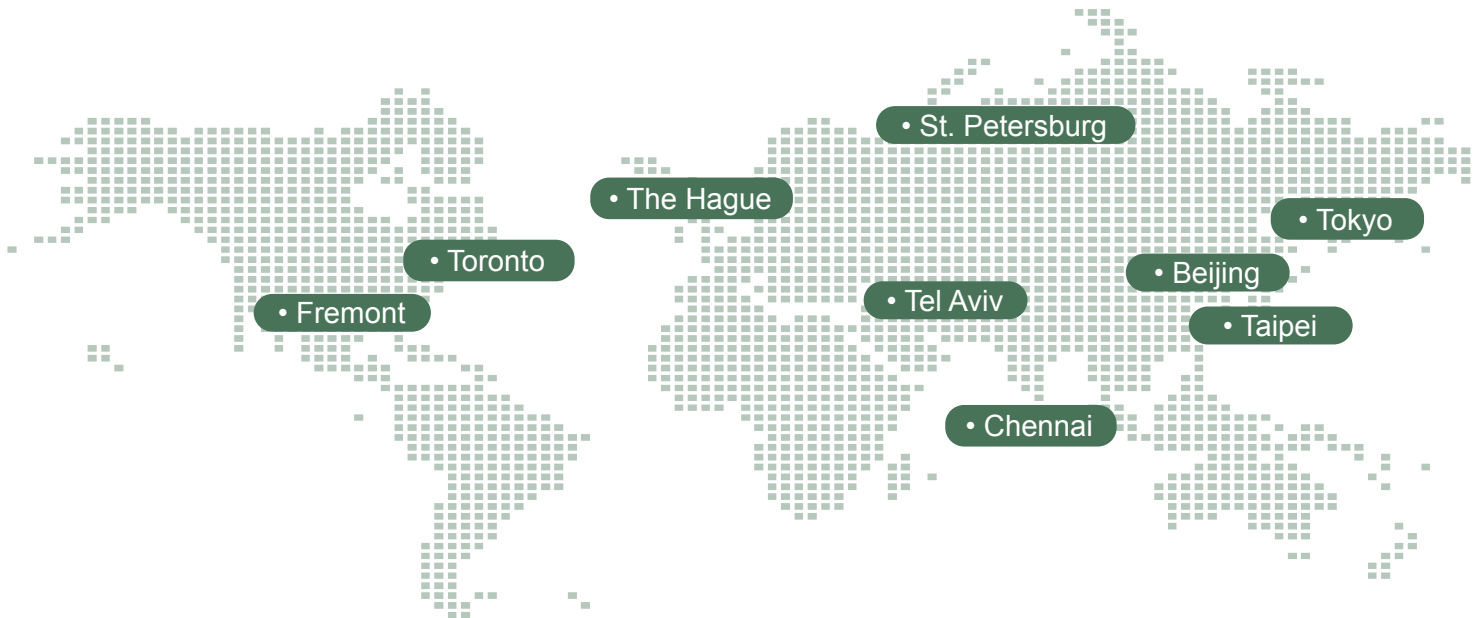 • St. Petersburg
• The Hague
• Tokyo
• Toronto
• Beijing
• Tel Aviv
• Fremont
• Taipei
• Chennai